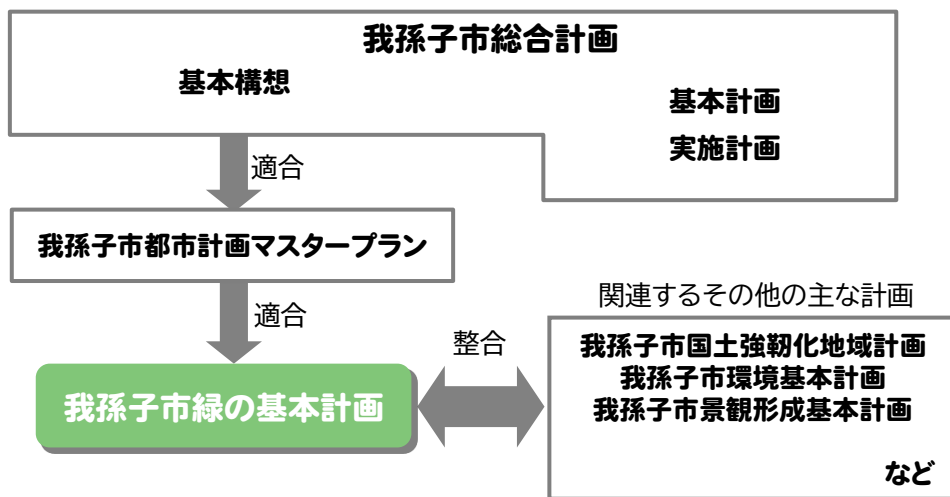 我孫子市総合計画
基本構想
基本計画
実施計画
適合
我孫子市都市計画マスタープラン
適合
関連するその他の主な計画
整合
我孫子市国土強靭化地域計画
我孫子市環境基本計画
我孫子市景観形成基本計画
など
我孫子市緑の基本計画